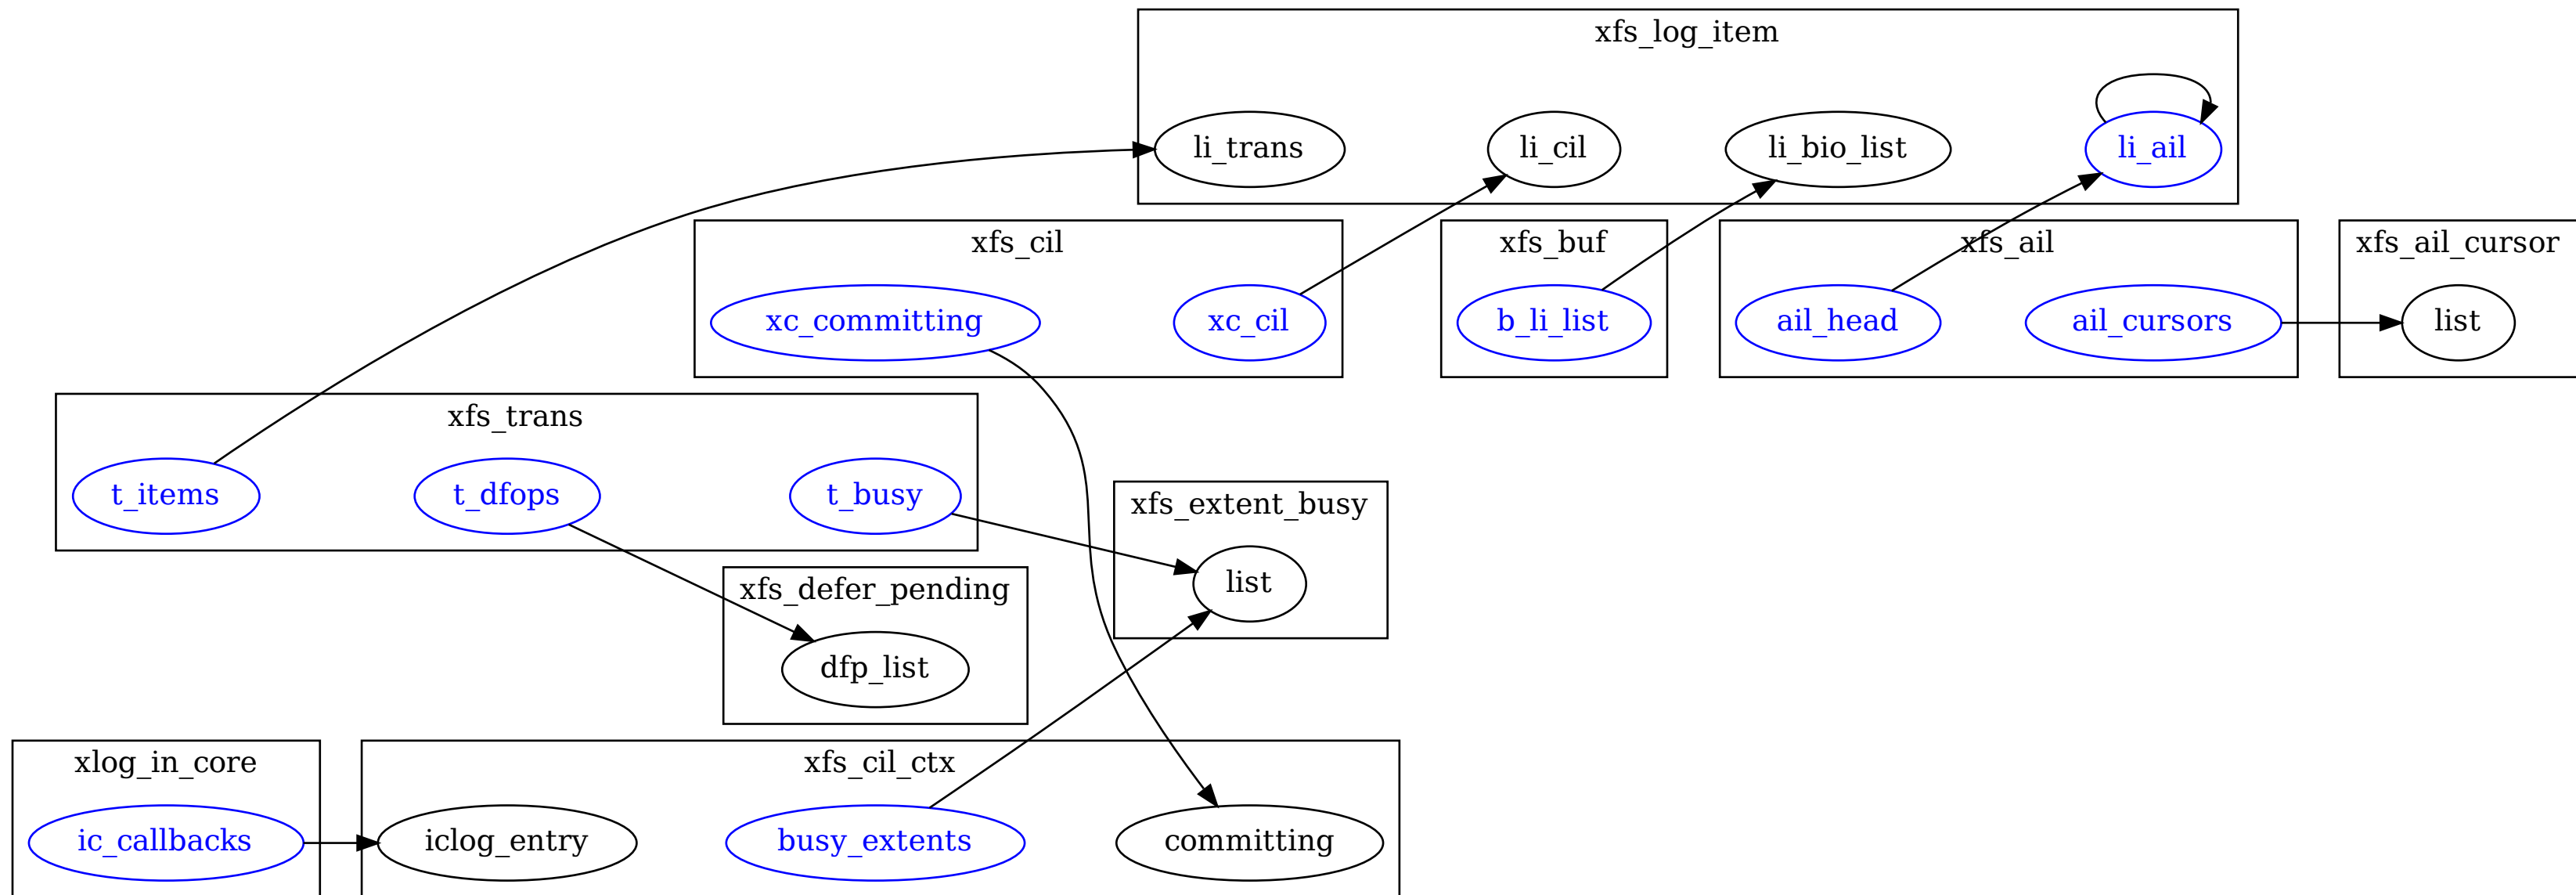 xfs_log_item
li_trans
li_cil
li_bio_list
li_ail
xfs_cil
xfs_buf
xfs_ail
xfs_ail_cursor
xc_committing
xc_cil
b_li_list
ail_head
ail_cursors
list
xfs_trans
t_items
t_dfops
t_busy
xfs_extent_busy
list
xfs_defer_pending
dfp_list
xlog_in_core
xfs_cil_ctx
ic_callbacks
iclog_entry
busy_extents
committing